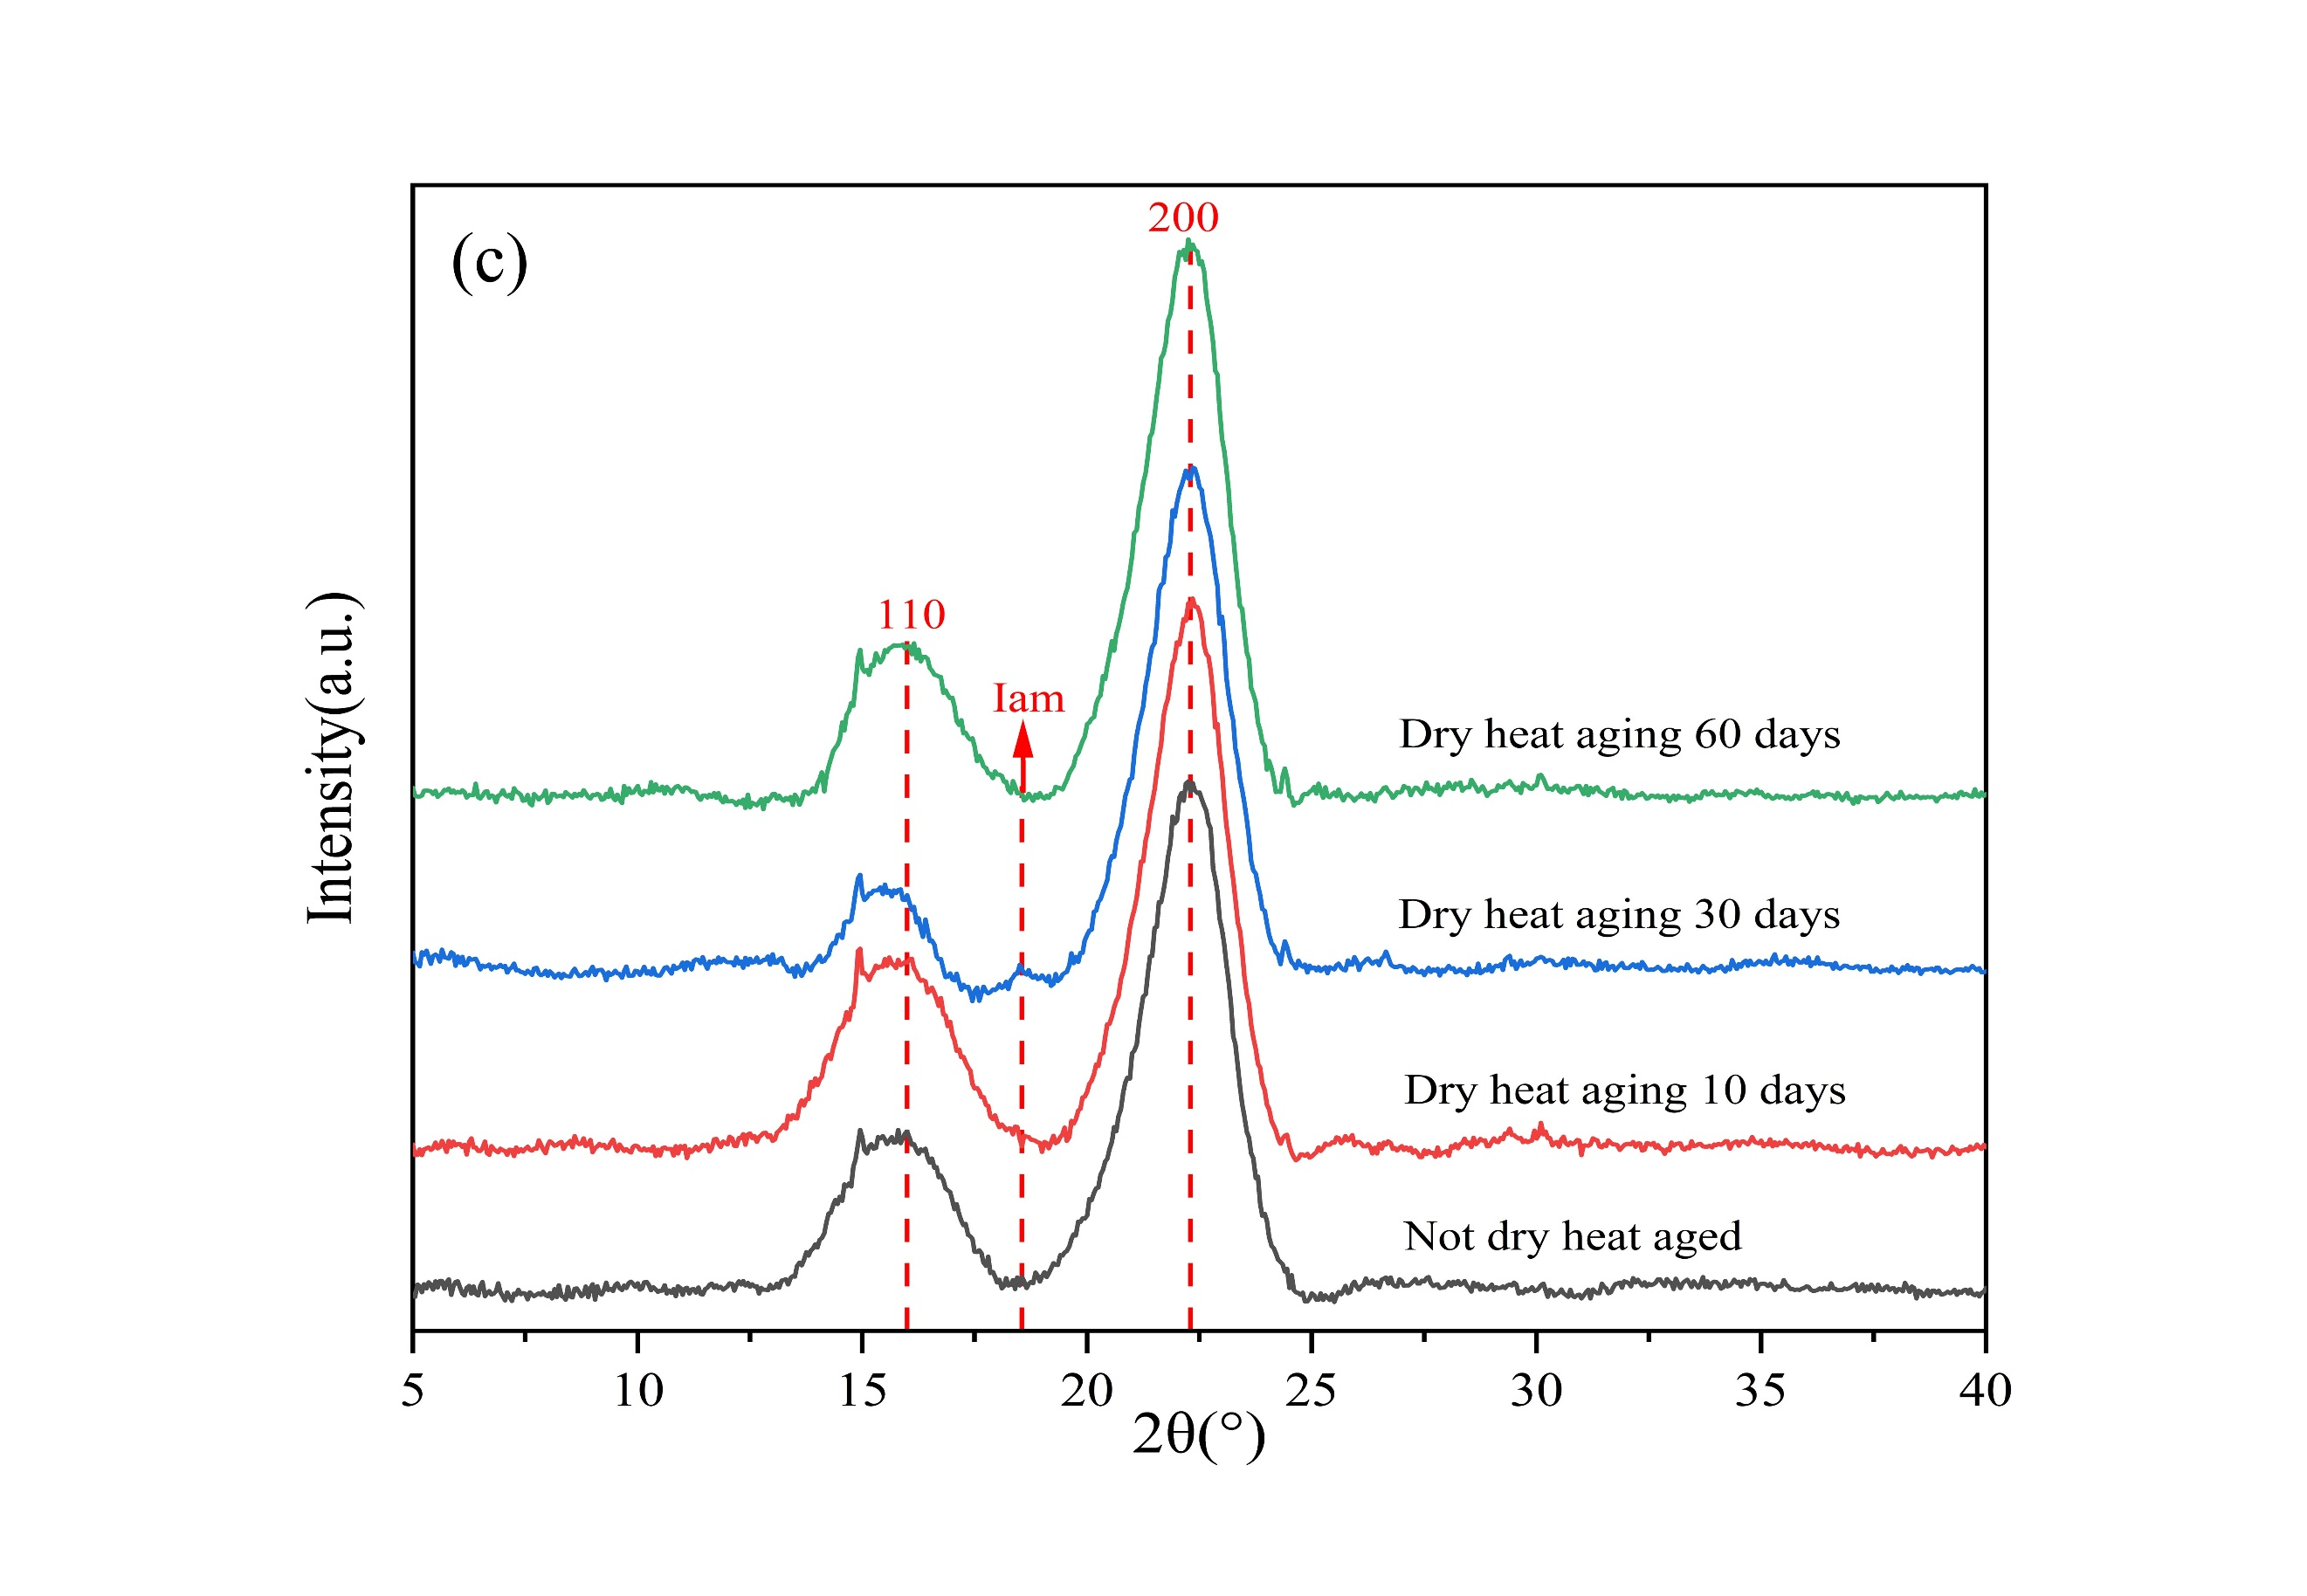 (c)
200
110
Iam
Dry heat aging 60 days
Dry heat aging 30 days
Dry heat aging 10 days
Not dry heat aged
Intensity(a.u.)
5 10 15 20 25 30 35 40
2θ(°)